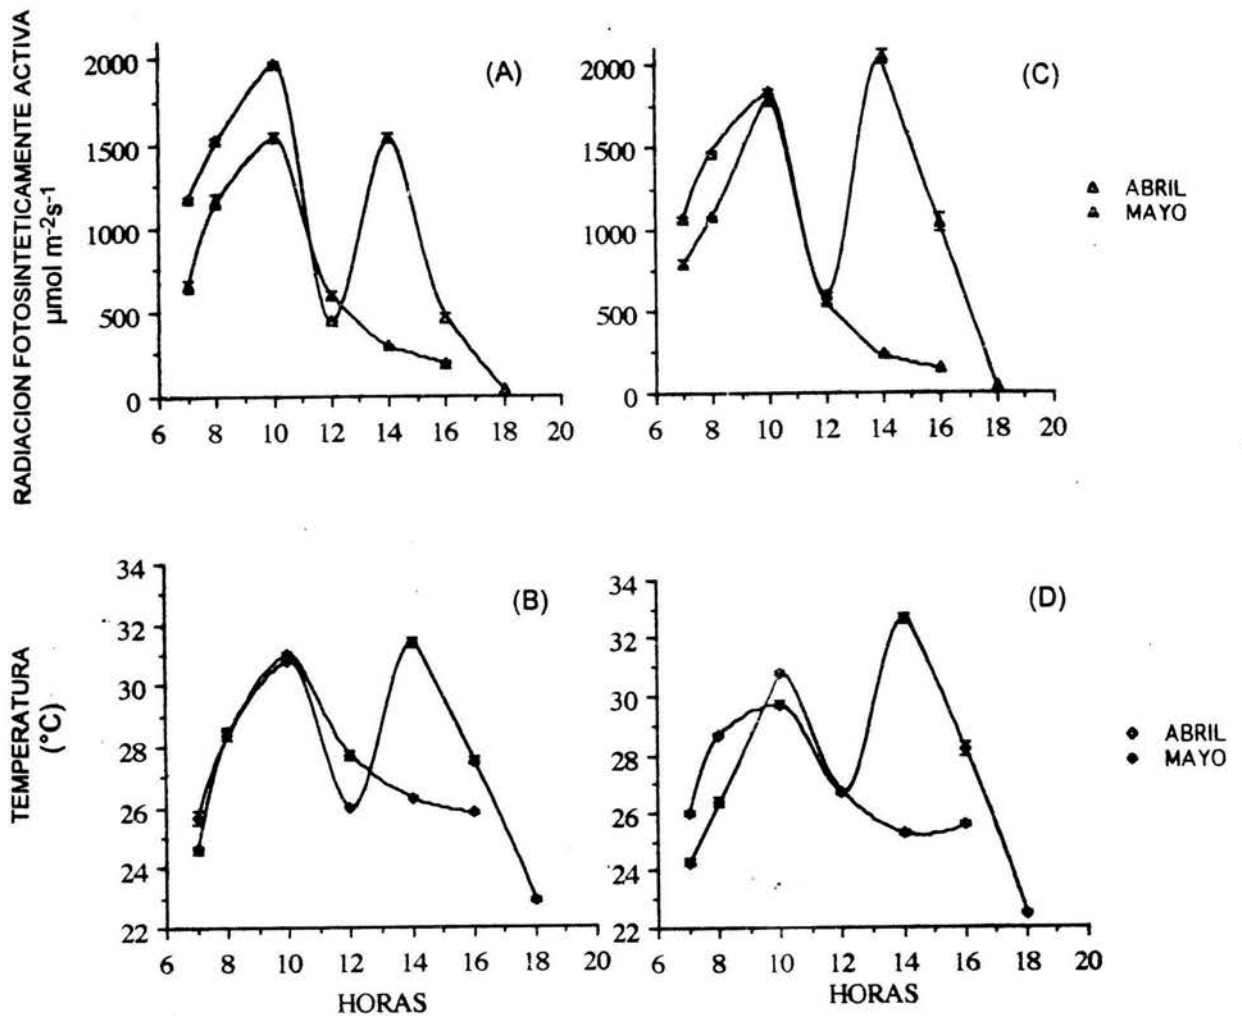 RADIACION FOTOSINTETICAMENTE ACTIVA
µmol m-2s-1
2000
1500
1000
500
0
6 8 10 12 14 16 18 20
(A)
2000
1500
1000
500
0
6 8 10 12 14 16 18 20
(C)
ABRIL
MAYO
TEMPERATURA
(°C)
34
32
30
28
26
24
22
6 8 10 12 14 16 18 20
HORAS
(B)
34
32
30
28
26
24
22
6 8 10 12 14 16 18 20
HORAS
(D)
ABRIL
MAYO